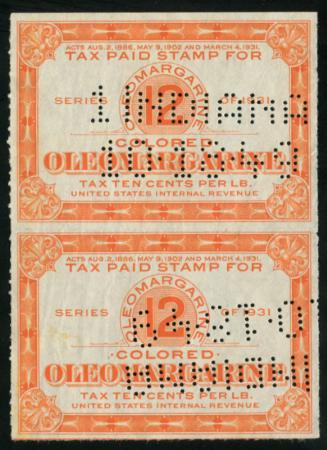 ACTS AUG. 2, 1886, MAY 9, 1902 AND MARCH 4, 1931.
TAX PAID STAMP FOR
OLEOMARGARINE
SERIES 12 OF 1931
COLORED
OLEOMARGARINE
TAX TEN CENTS PER LB.
UNITED STATES INTERNAL REVENUE
ACTS AUG. 2, 1886, MAY 9, 1902 AND MARCH 4, 1931.
TAX PAID STAMP FOR
OLEOMARGARINE
SERIES 12 OF 1931
COLORED
OLEOMARGARINE
TAX TEN CENTS PER LB.
UNITED STATES INTERNAL REVENUE